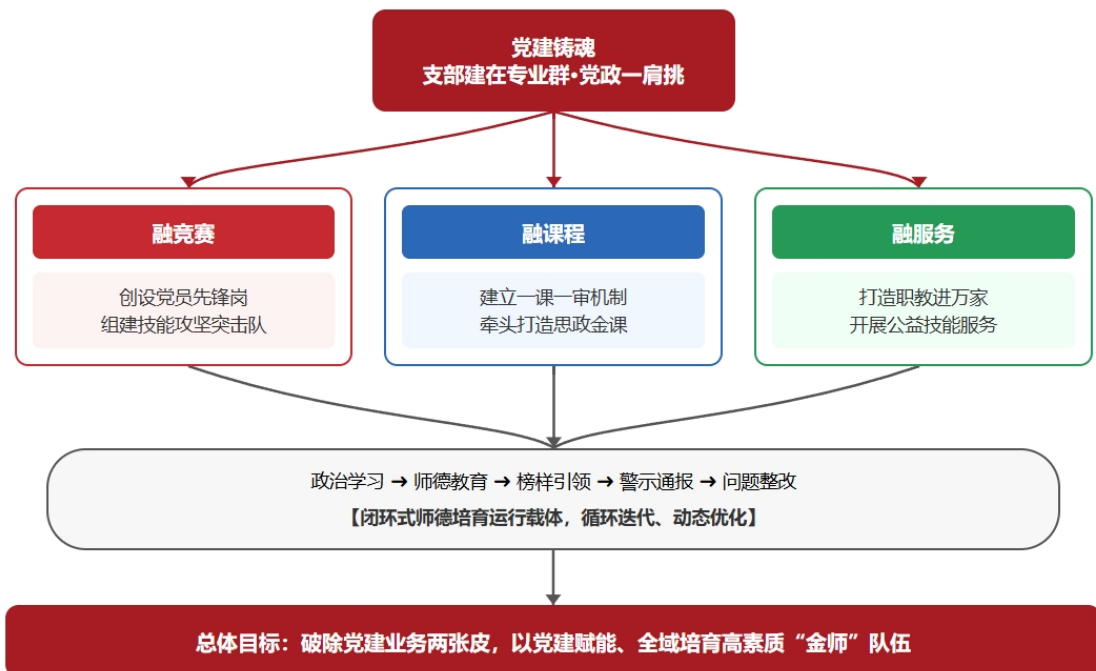 党建铸魂
支部建在专业群·党政一肩挑
融竞赛
创设党员先锋岗
组建技能攻坚突击队
融课程
建立一课一审机制
牵头打造思政金课
融服务
打造职教进万家
开展公益技能服务
政治学习 → 师德教育 → 榜样引领 → 警示通报 → 问题整改
【闭环式师德培育运行载体，循环迭代、动态优化】
总体目标：破除党建业务两张皮，以党建赋能、全域培育高素质“金师”队伍